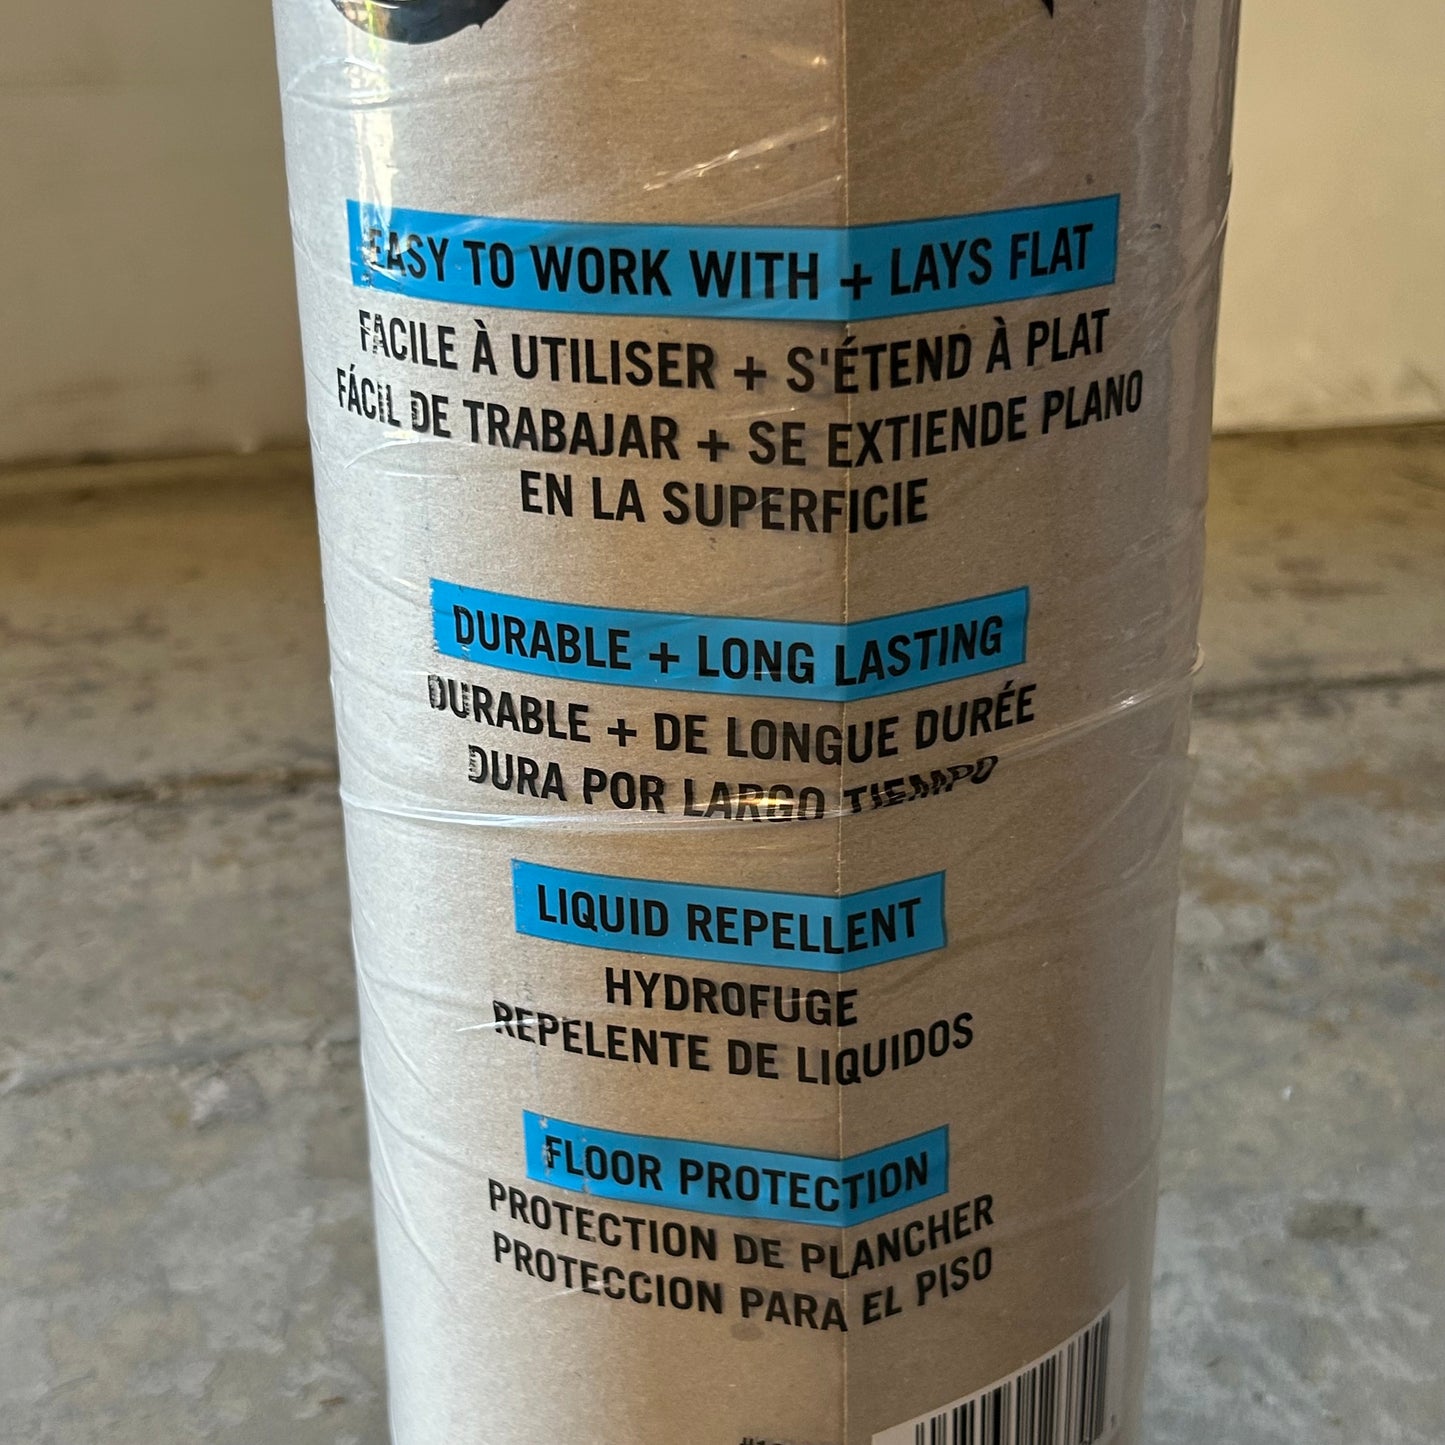 EASY TO WORK WITH + LAYS FLAT
FACILE À UTILISER + S'ÉTEND À PLAT
FÁCIL DE TRABAJAR + SE EXTIENDE PLANO
EN LA SUPERFICIE
DURABLE + LONG LASTING
DURABLE + DE LONGUE DURÉE
DURA POR LARGO TIEMPO
LIQUID REPELLENT
HYDROFUGE
REPELENTE DE LIQUIDOS
FLOOR PROTECTION
PROTECTION DE PLANCHER
PROTECCION PARA EL PISO